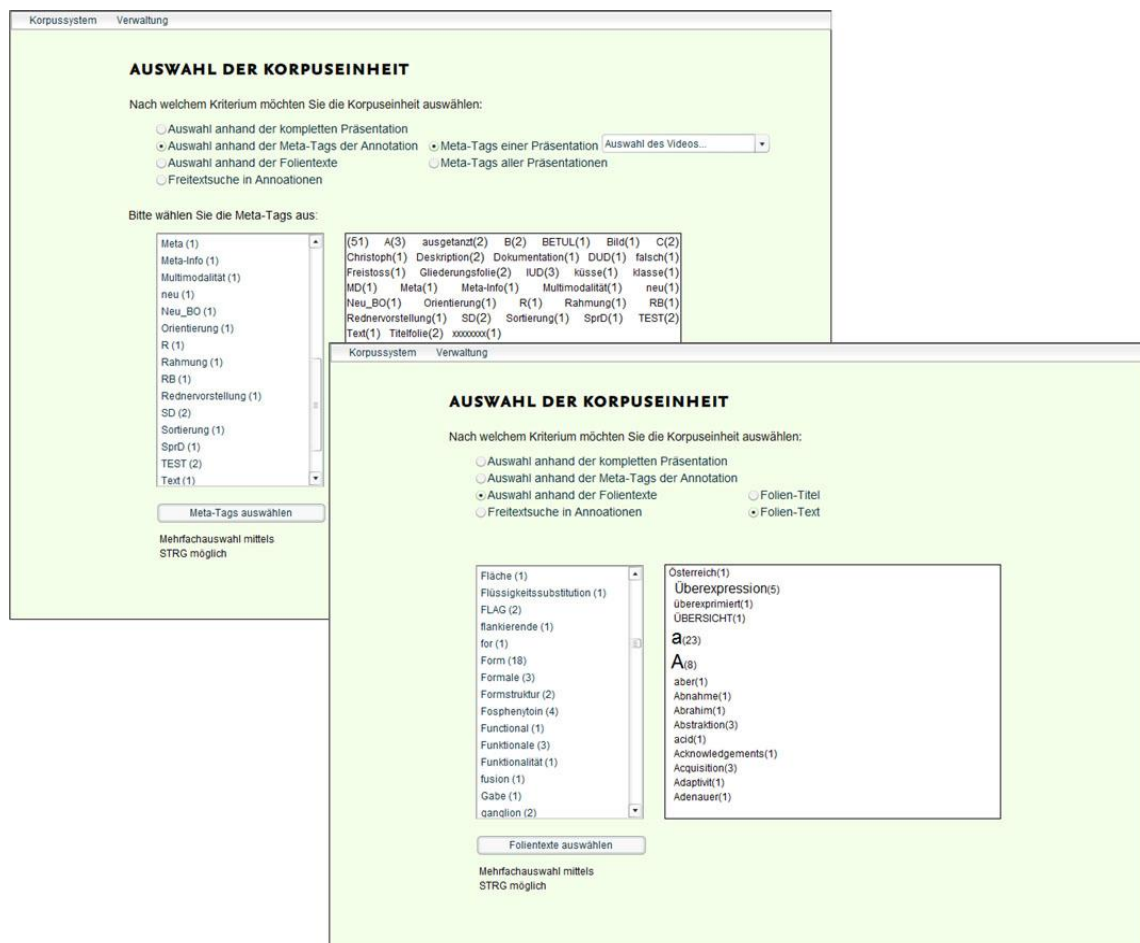 Korpussystem Verwaltung
AUSWAHL DER KORPUSEINHEIT
Nach welchem Kriterium möchten Sie die Korpuseinheit auswählen:
Auswahl anhand der kompletten Präsentation
Auswahl anhand der Meta-Tags der Annotation Meta-Tags einer Präsentation Auswahl des Videos...
Auswahl anhand der Folientexte Meta-Tags aller Präsentationen
Freitextsuche in Annoationen
Bitte wählen Sie die Meta-Tags aus:
Meta (1)
Meta-Info (1)
Multimodalität (1)
neu (1)
Neu_BO (1)
Orientierung (1)
R (1)
Rahmung (1)
RB (1)
Rednervorstellung (1)
SD (2)
Sortierung (1)
SprD (1)
TEST (2)
Text (1)
Meta-Tags auswählen
Mehrfachauswahl mittels
STRG möglich
(51) A(3) ausgetanzt(2) B(2) BETUL(1) Bild(1) C(2)
Christoph(1) Deskription(2) Dokumentation(1) DUD(1) falsch(1)
Freistoss(1) Gliederungsfolie(2) IUD(3) küsse(1) klasse(1)
MD(1) Meta(1) Meta-Info(1) Multimodalität(1) neu(1)
Neu_BO(1) Orientierung(1) R(1) Rahmung(1) RB(1)
Rednervorstellung(1) SD(2) Sortierung(1) SprD(1) TEST(2)
Text(1) Titelfolie(2) xxxxxxxx(1)
Korpussystem Verwaltung
AUSWAHL DER KORPUSEINHEIT
Nach welchem Kriterium möchten Sie die Korpuseinheit auswählen:
Auswahl anhand der kompletten Präsentation
Auswahl anhand der Meta-Tags der Annotation
Auswahl anhand der Folientexte Folien-Titel
Freitextsuche in Annoationen Folien-Text
Fläche (1)
Flüssigkeitssubstitution (1)
FLAG (2)
flankierende (1)
for (1)
Form (18)
Formale (3)
Formstruktur (2)
Fosphenytoin (4)
Functional (1)
Funktionale (3)
Funktionalität (1)
fusion (1)
Gabe (1)
ganglion (2)
Folientexte auswählen
Mehrfachauswahl mittels
STRG möglich
Österreich(1)
Überexpression(5)
überexprimiert(1)
ÜBERSICHT(1)
a(23)
A(8)
aber(1)
Abnahme(1)
Abrahim(1)
Abstraktion(3)
acid(1)
Acknowledgements(1)
Acquisition(3)
Adaptivit(1)
Adenauer(1)